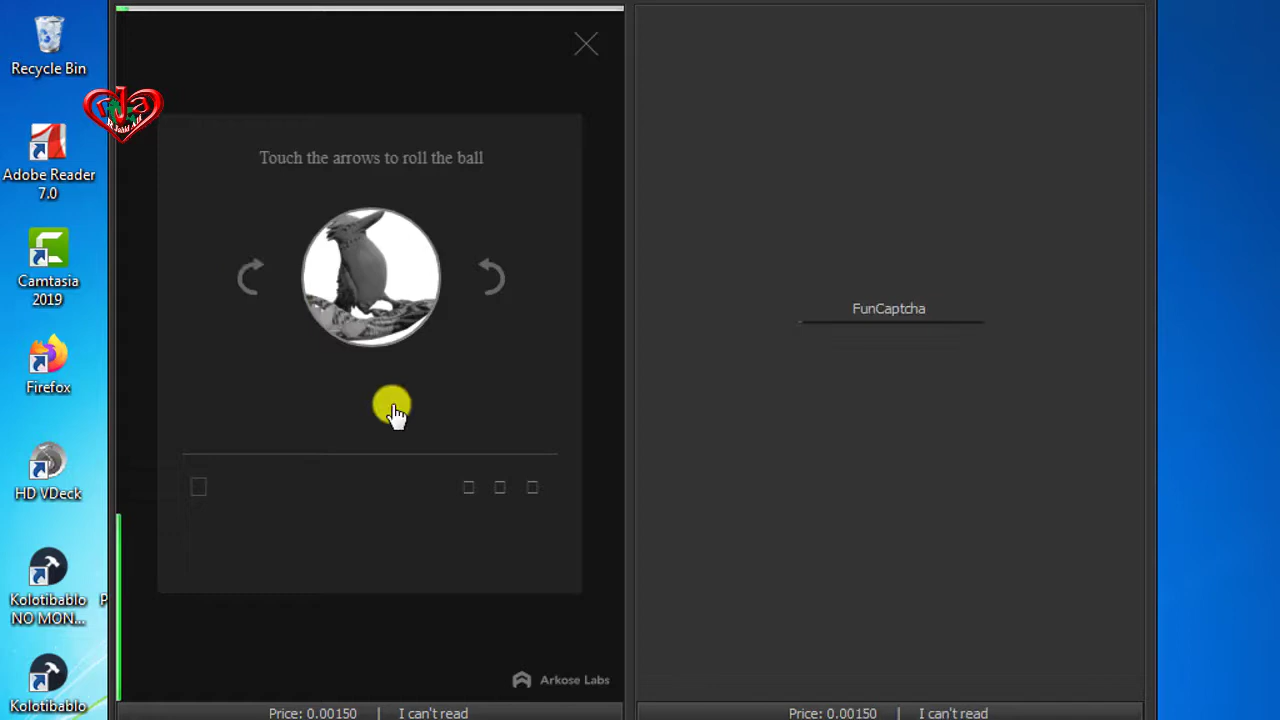 Recycle Bin
Adobe Reader
7.0
Camtasia
2019
Firefox
HD VDeck
Kolotibablo
NO MON...
Kolotibablo
Touch the arrows to roll the ball
Arkose Labs
Price: 0.00150 | I can't read
FunCaptcha
Price: 0.00150 | I can't read